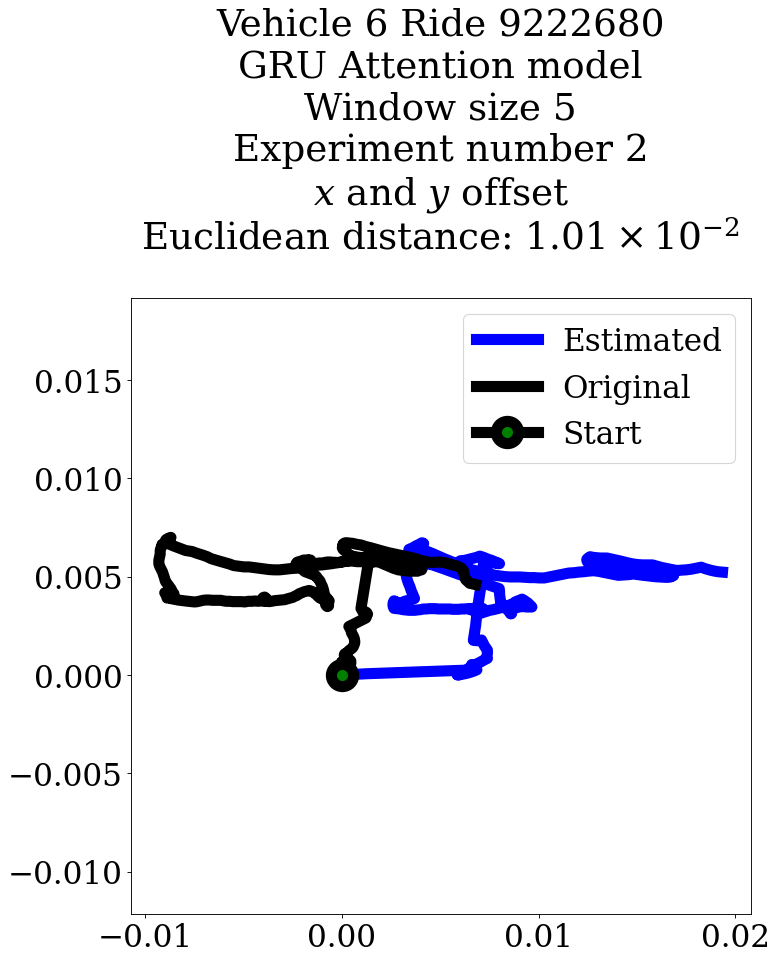 Vehicle 6 Ride 9222680
GRU Attention model
Window size 5
Experiment number 2
x and y offset
Euclidean distance: 1.01 × 10⁻²
Estimated
Original
Start
0.015
0.010
0.005
0.000
−0.005
−0.010
−0.01 0.00 0.01 0.02